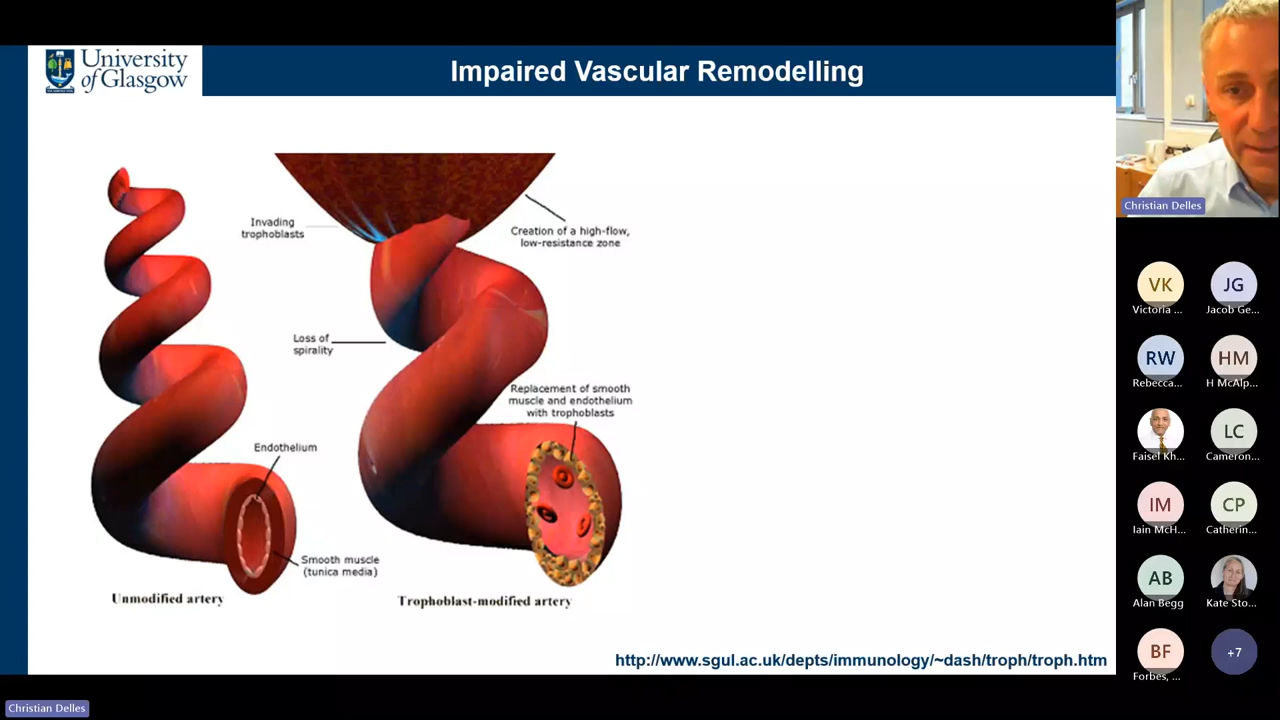 University
of Glasgow
Impaired Vascular Remodelling
Invading
trophoblasts
Creation of a high-flow,
low-resistance zone
Loss of
spirality
Replacement of smooth
muscle and endothelium
with trophoblasts
Endothelium
Smooth muscle
(tunica media)
Unmodified artery
Trophoblast-modified artery
http://www.sgul.ac.uk/depts/immunology/~dash/troph/troph.htm
Christian Delles
VK
Victoria ...
JG
Jacob Ge...
RW
Rebecca...
HM
H McAlp...
Faisel Kh...
LC
Cameron...
IM
Iain McH...
CP
Catherin...
AB
Alan Begg
Kate Sto...
BF
Forbes, ...
+7
Christian Delles